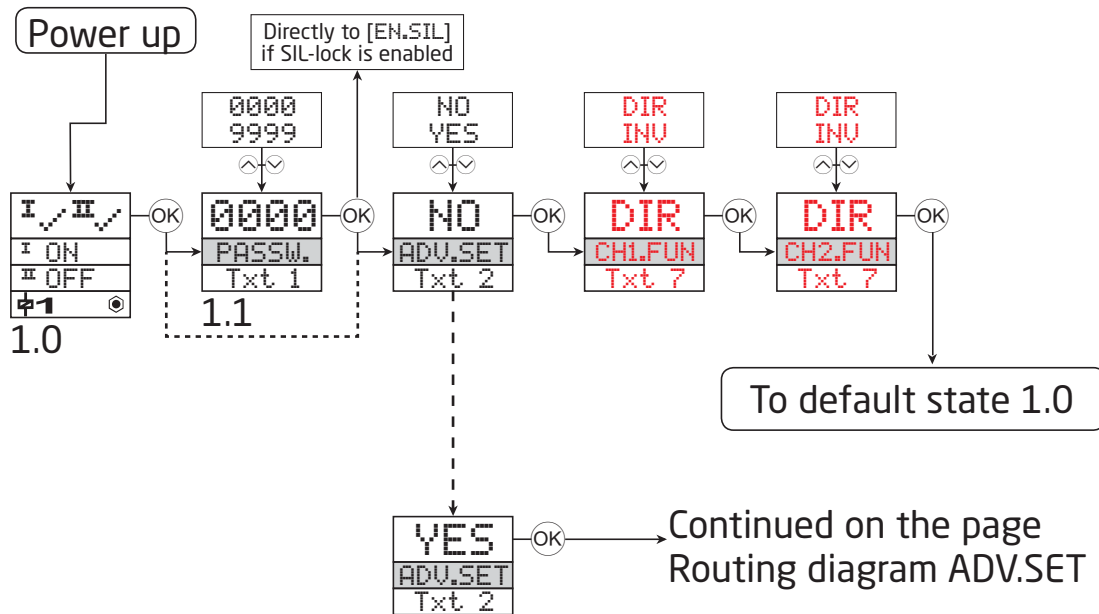 Power up
Directly to [EN.SIL]
if SIL-lock is enabled
0000
9999
NO
YES
DIR
INV
DIR
INV
I II
I ON
II OFF
1
1.0
OK
0000
PASSW.
Txt 1
1.1
OK
NO
ADV.SET
Txt 2
OK
DIR
CH1.FUN
Txt 7
OK
DIR
CH2.FUN
Txt 7
OK
To default state 1.0
YES
ADV.SET
Txt 2
OK
Continued on the page
Routing diagram ADV.SET